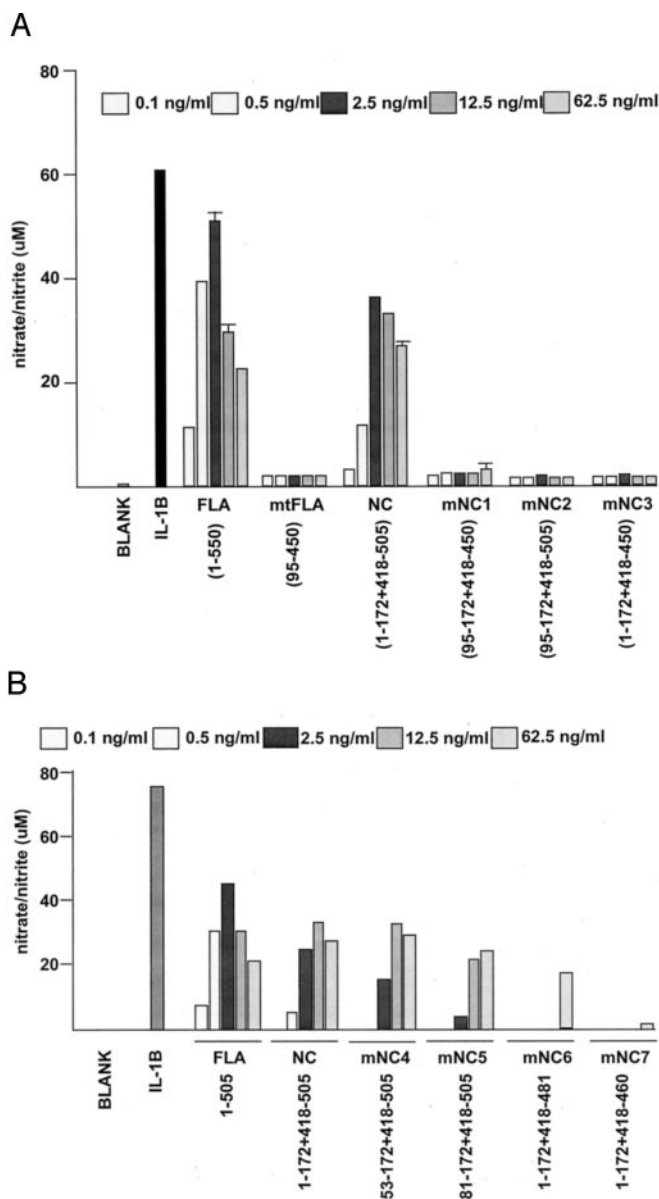 A
80
0.1 ng/ml 0.5 ng/ml 2.5 ng/ml 12.5 ng/ml 62.5 ng/ml
60
40
20
nitrate/nitrite (uM)
BLANK
IL-1B
FLA
(1-550)
mtFLA
(95-450)
NC
(1-172+418-505)
mNC1
(95-172+418-450)
mNC2
(95-172+418-505)
mNC3
(1-172+418-450)
B
0.1 ng/ml 0.5 ng/ml 2.5 ng/ml 12.5 ng/ml 62.5 ng/ml
80
60
40
20
nitrate/nitrite (uM)
BLANK
IL-1B
FLA
1-505
NC
1-172+418-505
mNC4
53-172+418-505
mNC5
81-172+418-505
mNC6
1-172+418-481
mNC7
1-172+418-460